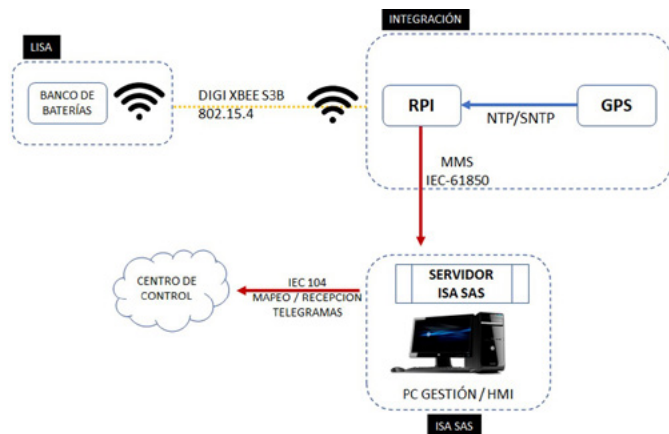 LISA
BANCO DE
BATERÍAS
DIGI XBEE S3B
802.15.4
INTEGRACIÓN
RPI
NTP/SNTP
GPS
MMS
IEC-61850
CENTRO DE
CONTROL
IEC 104
MAPEO / RECEPCION
TELEGRAMAS
SERVIDOR
ISA SAS
PC GESTIÓN / HMI
ISA SAS